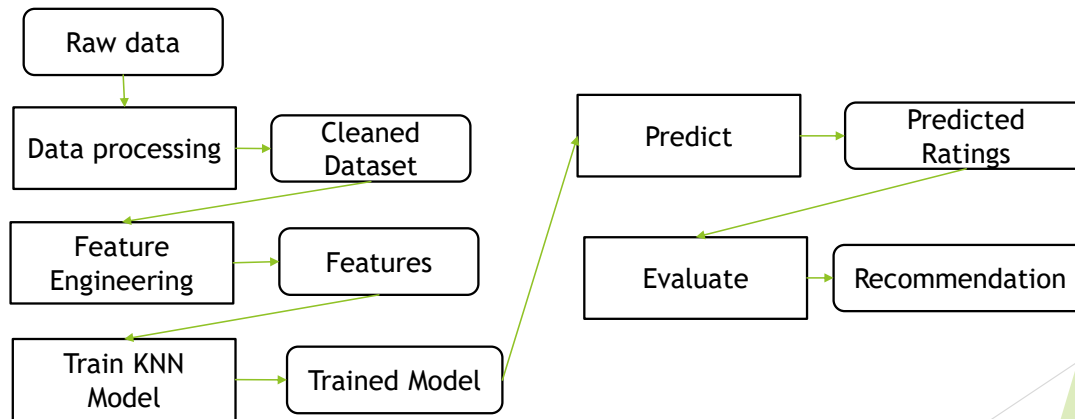 Raw data
Data processing
Cleaned
Dataset
Feature
Engineering
Features
Train KNN
Model
Trained Model
Predict
Predicted
Ratings
Evaluate
Recommendation